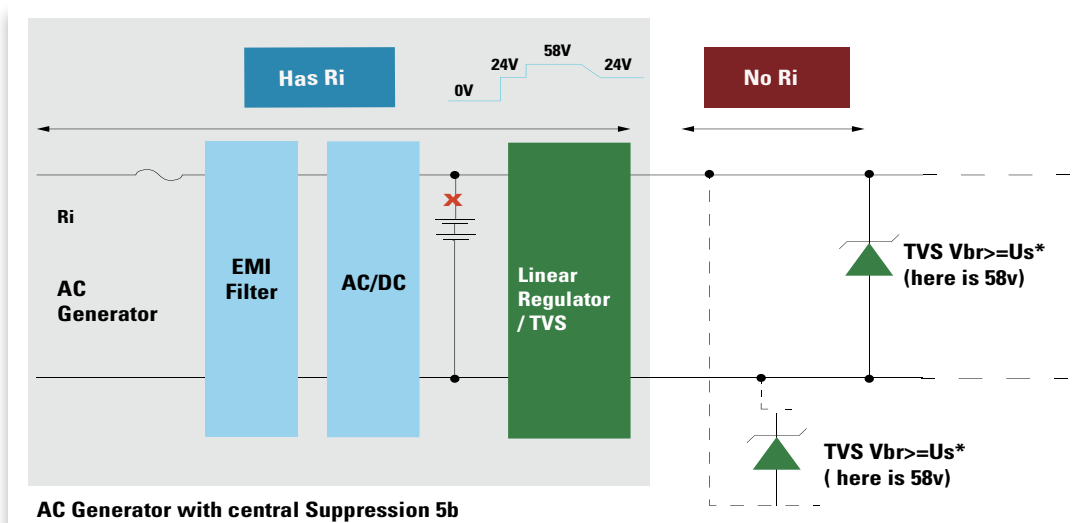 Has Ri
0V
24V
58V
24V
No Ri
Ri
AC
Generator
EMI
Filter
AC/DC
Linear
Regulator
/ TVS
TVS Vbr>=Us*
(here is 58v)
TVS Vbr>=Us*
( here is 58v)
AC Generator with central Suppression 5b